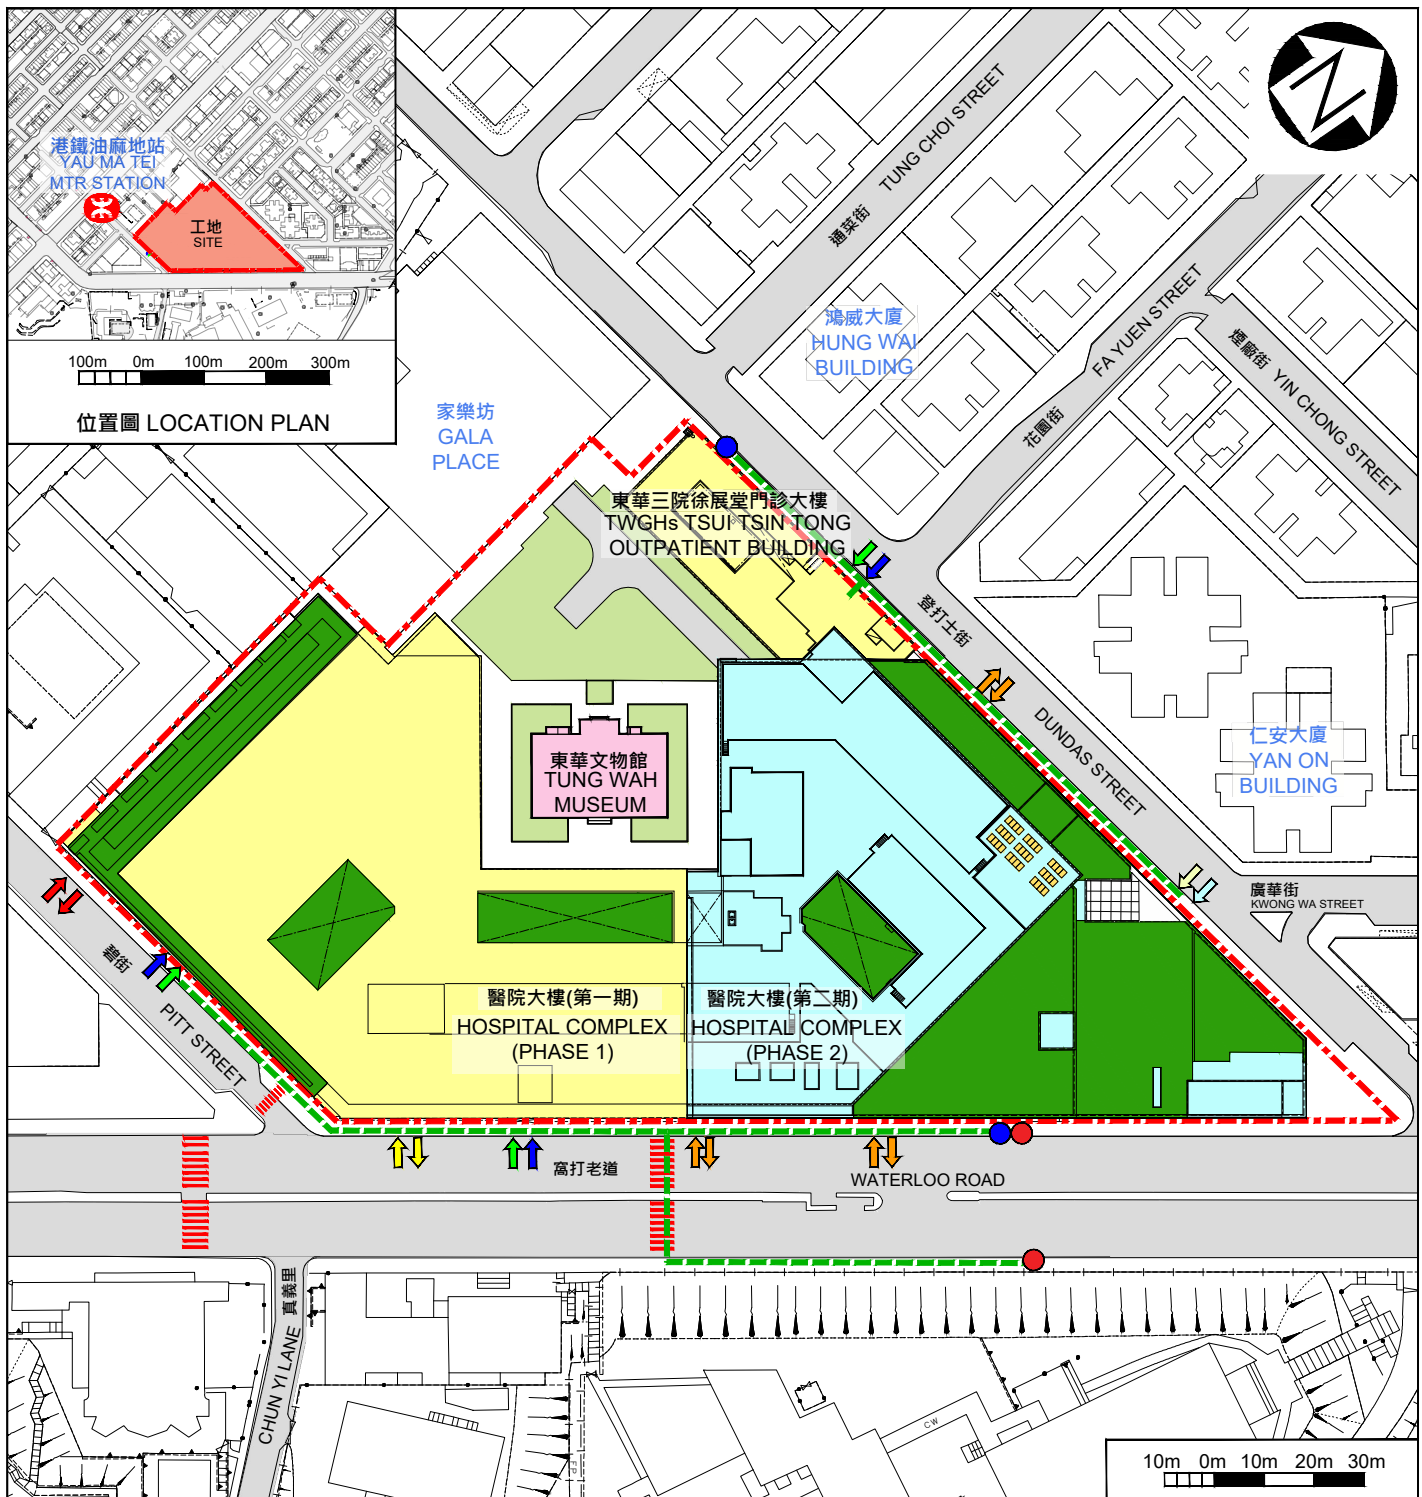 港鐵油麻地站
YAU MA TEI
MTR STATION
工地
SITE
100m 0m 100m 200m 300m
位置圖 LOCATION PLAN
N
通菜街
TUNG CHOI STREET
鴻威大廈
HUNG WAI
BUILDING
花園街
FA YUEN STREET
煙廠街 YIN CHONG STREET
家樂坊
GALA
PLACE
東華三院徐展堂門診大樓
TWGHs TSUI TSIN TONG
OUTPATIENT BUILDING
登打士街
DUNDAS STREET
仁安大廈
YAN ON
BUILDING
東華文物館
TUNG WAH
MUSEUM
廣華街
KWONG WA STREET
碧街
PITT STREET
醫院大樓(第一期)
HOSPITAL COMPLEX
(PHASE 1)
醫院大樓(第二期)
HOSPITAL COMPLEX
(PHASE 2)
窩打老道
WATERLOO ROAD
真義里
CHUN YI LANE
CW
10m 0m 10m 20m 30m